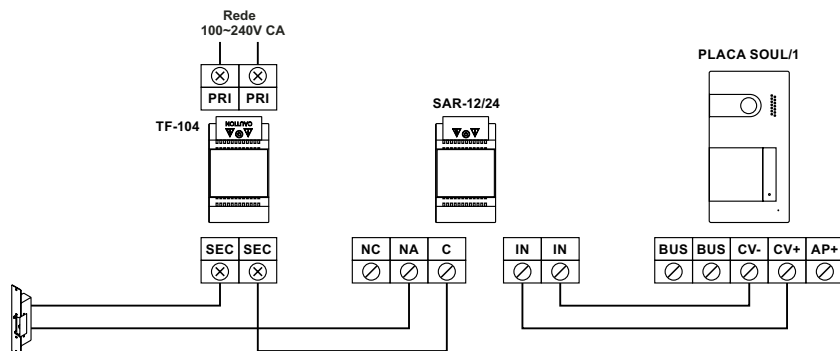 Rede
100~240V CA
PRI PRI
TF-104
CAUTION
SAR-12/24
PLACA SOUL/1
SEC SEC
NC NA C
IN IN
BUS BUS CV- CV+ AP+